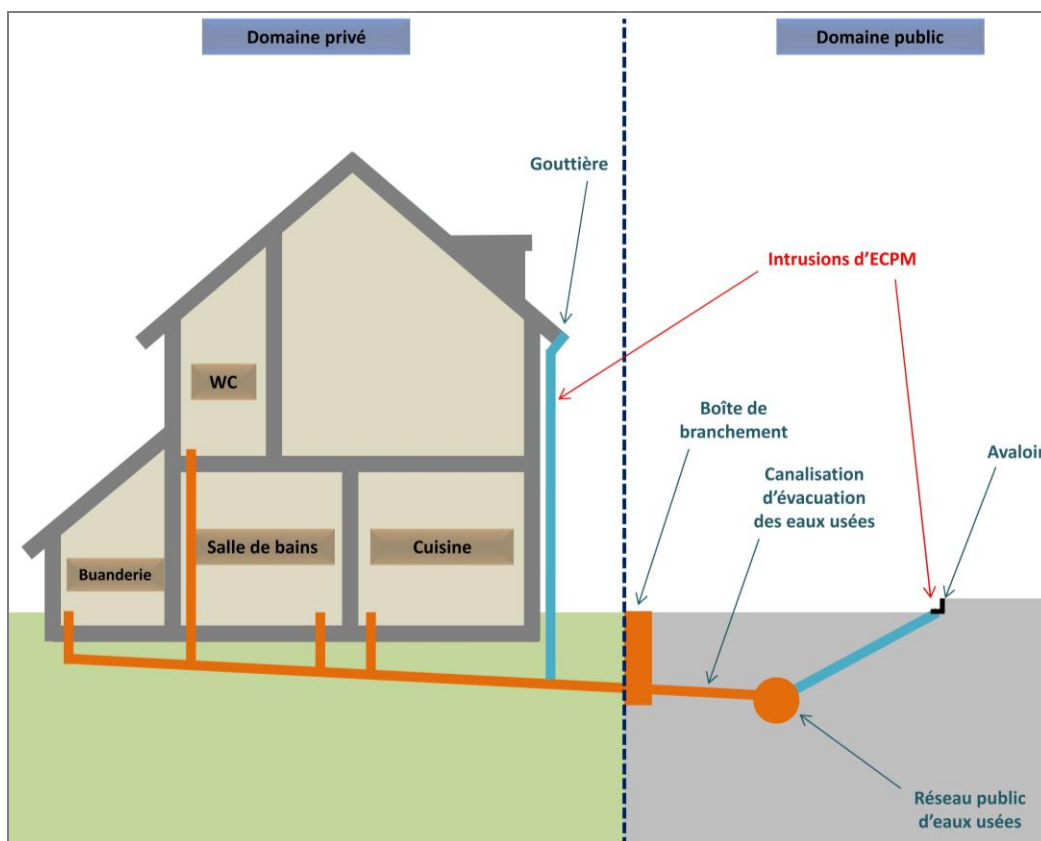 Domaine privé
Domaine public
Gouttière
Intrusions d’ECPM
WC
Boîte de
branchement
Avaloir
Canalisation
d’évacuation
des eaux usées
Salle de bains
Cuisine
Buanderie
Réseau public
d'eaux usées